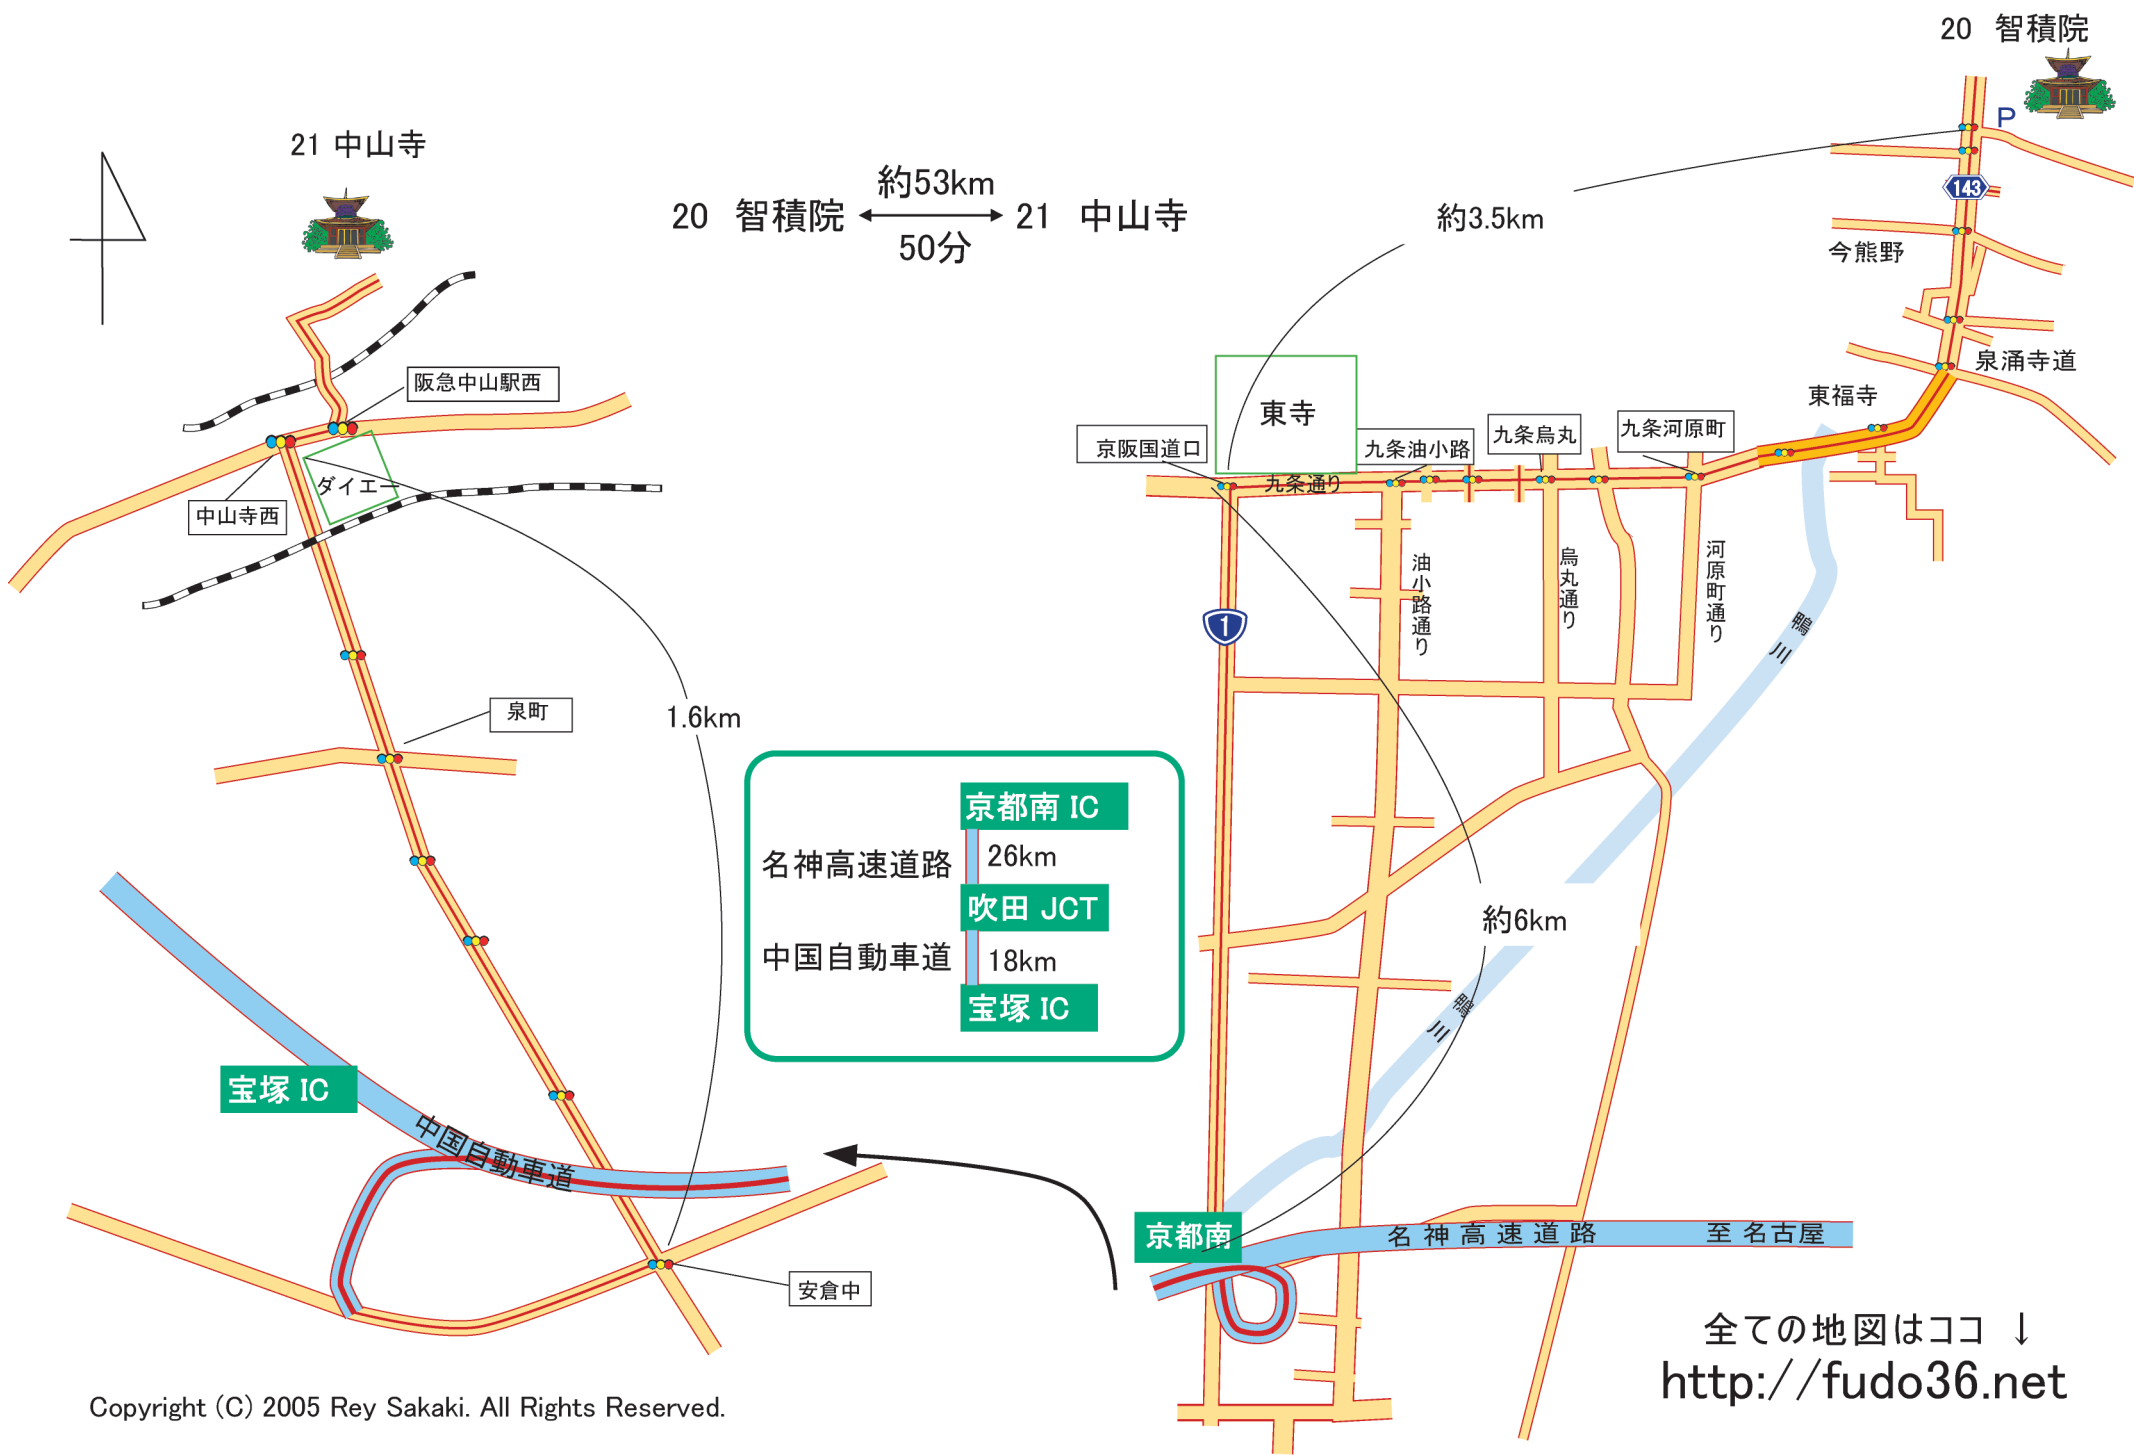 20 智積院
P
21 中山寺
約53km
20 智積院
21 中山寺
50分
約3.5km
143
今熊野
泉涌寺道
東福寺
阪急中山駅西
東寺
京阪国道口
九条油小路
九条烏丸
九条河原町
九条通り
ダイエー
中山寺西
油小路通り
烏丸通り
河原町通り
1
鴨川
泉町
1.6km
京都南 IC
名神高速道路
26km
吹田 JCT
中国自動車道
18km
宝塚 IC
約6km
鴨川
宝塚 IC
中国自動車道
京都南
名神高速道路
至 名古屋
安倉中
全ての地図はココ ↓
http://fudo36.net
Copyright (C) 2005 Rey Sakaki. All Rights Reserved.